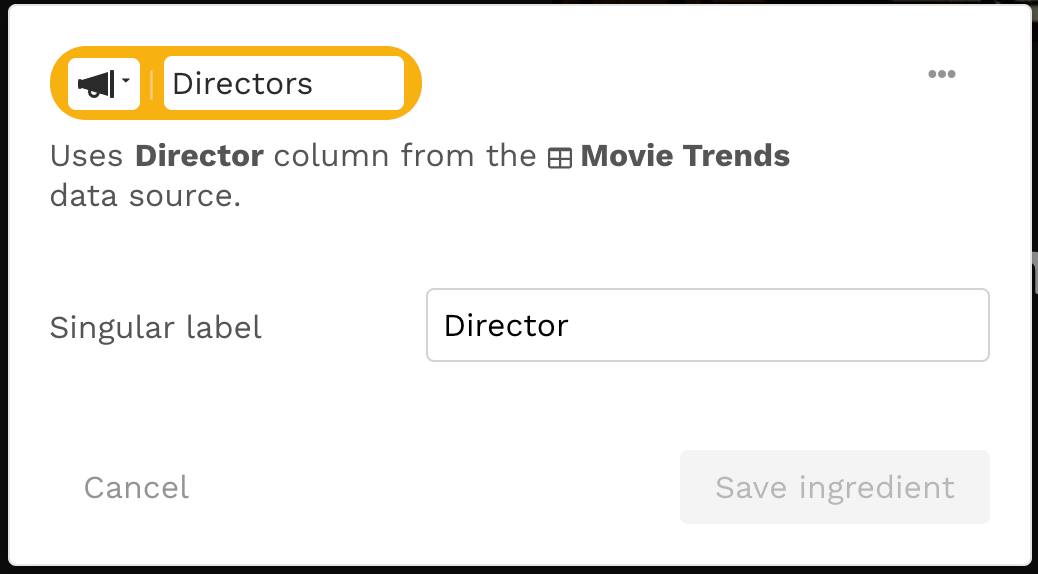 Directors
Uses Director column from the Movie Trends
data source.
Singular label
Director
Cancel
Save ingredient